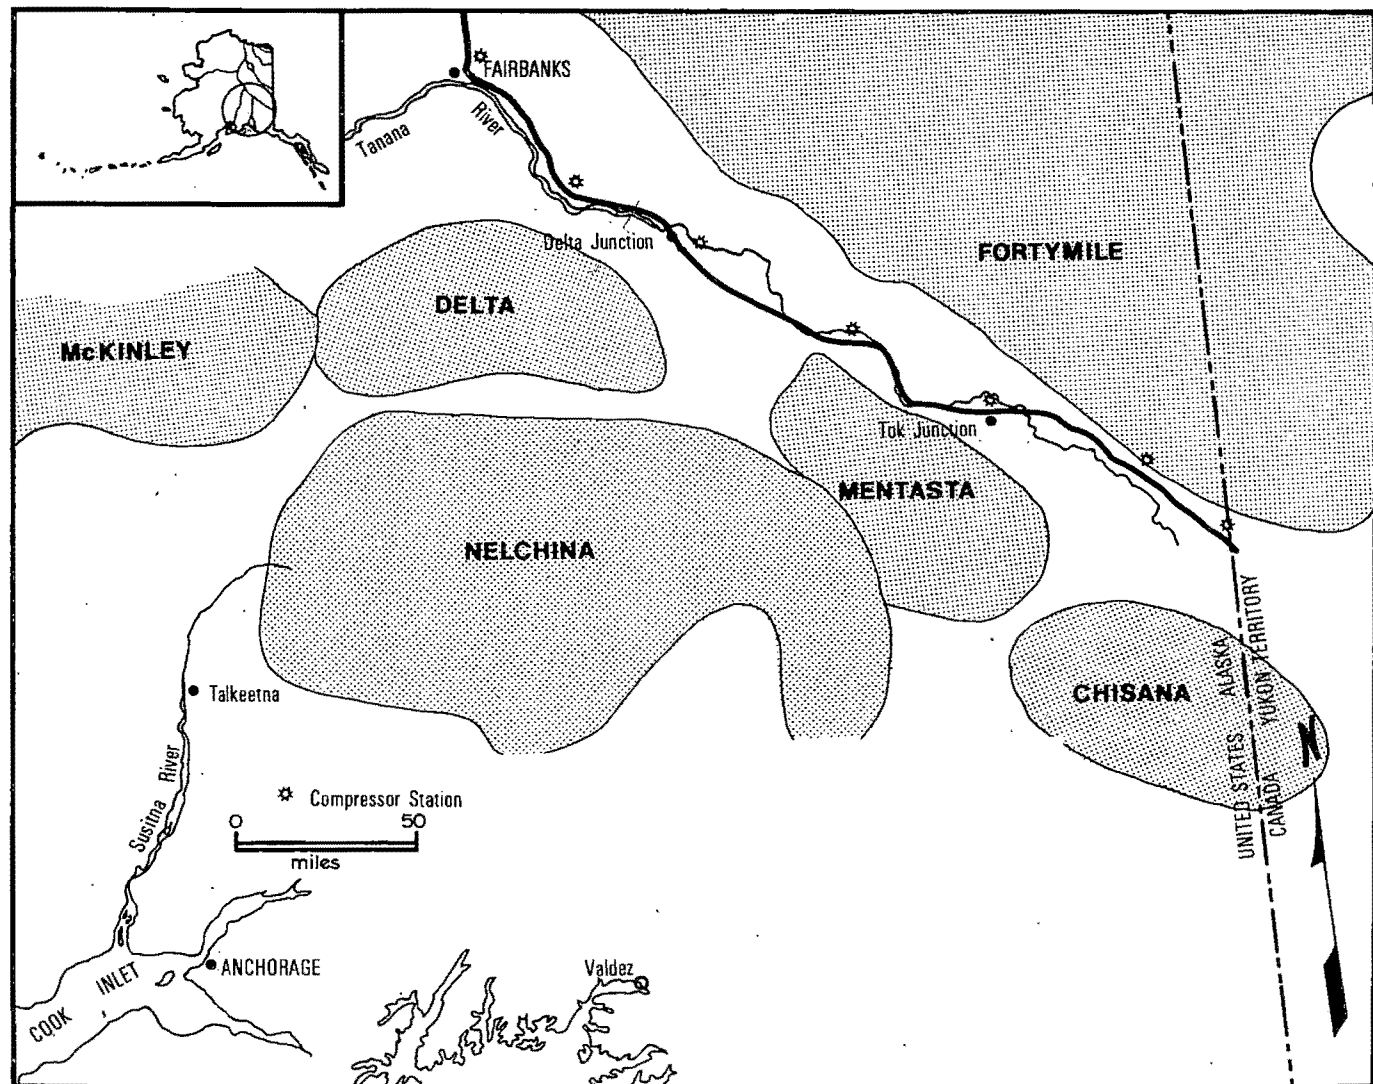 FAIRBANKS
Tanana
River
Delta Junction
FORTYMILE
DELTA
McKINLEY
Tok Junction
MENTASTA
NELCHINA
CHISANA
UNITED STATES ALASKA
CANADA YUKON TERRITORY
N
Talkeetna
Susitna River
Compressor Station
0 50
miles
COOK INLET
ANCHORAGE
Valdez